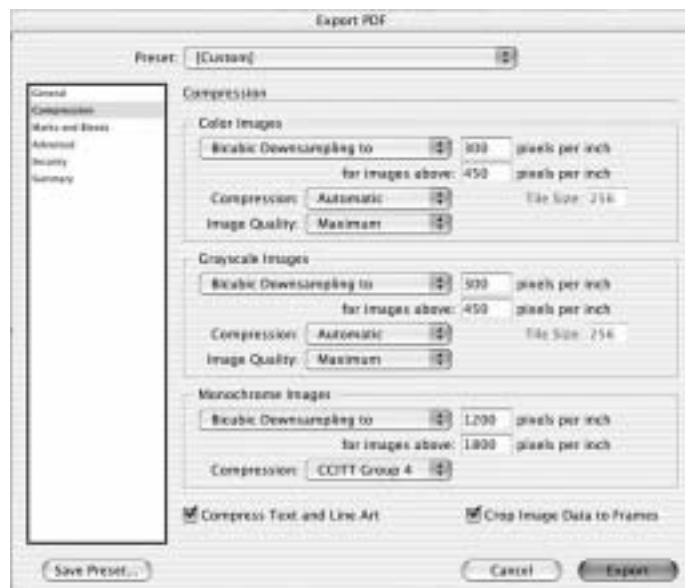 Export PDF
Preset: [Custom]
General
Compression
Marks and Bleeds
Advanced
Security
Summary
Compression
Color Images
Bicubic Downsampling to 300 pixels per inch
for images above: 450 pixels per inch
Compression: Automatic Tile Size: 256
Image Quality: Maximum
Grayscale Images
Bicubic Downsampling to 300 pixels per inch
for images above: 450 pixels per inch
Compression: Automatic Tile Size: 256
Image Quality: Maximum
Monochrome Images
Bicubic Downsampling to 1200 pixels per inch
for images above: 1800 pixels per inch
Compression: CCITT Group 4
Compress Text and Line Art Crop Image Data to Frames
Save Preset... Cancel Export